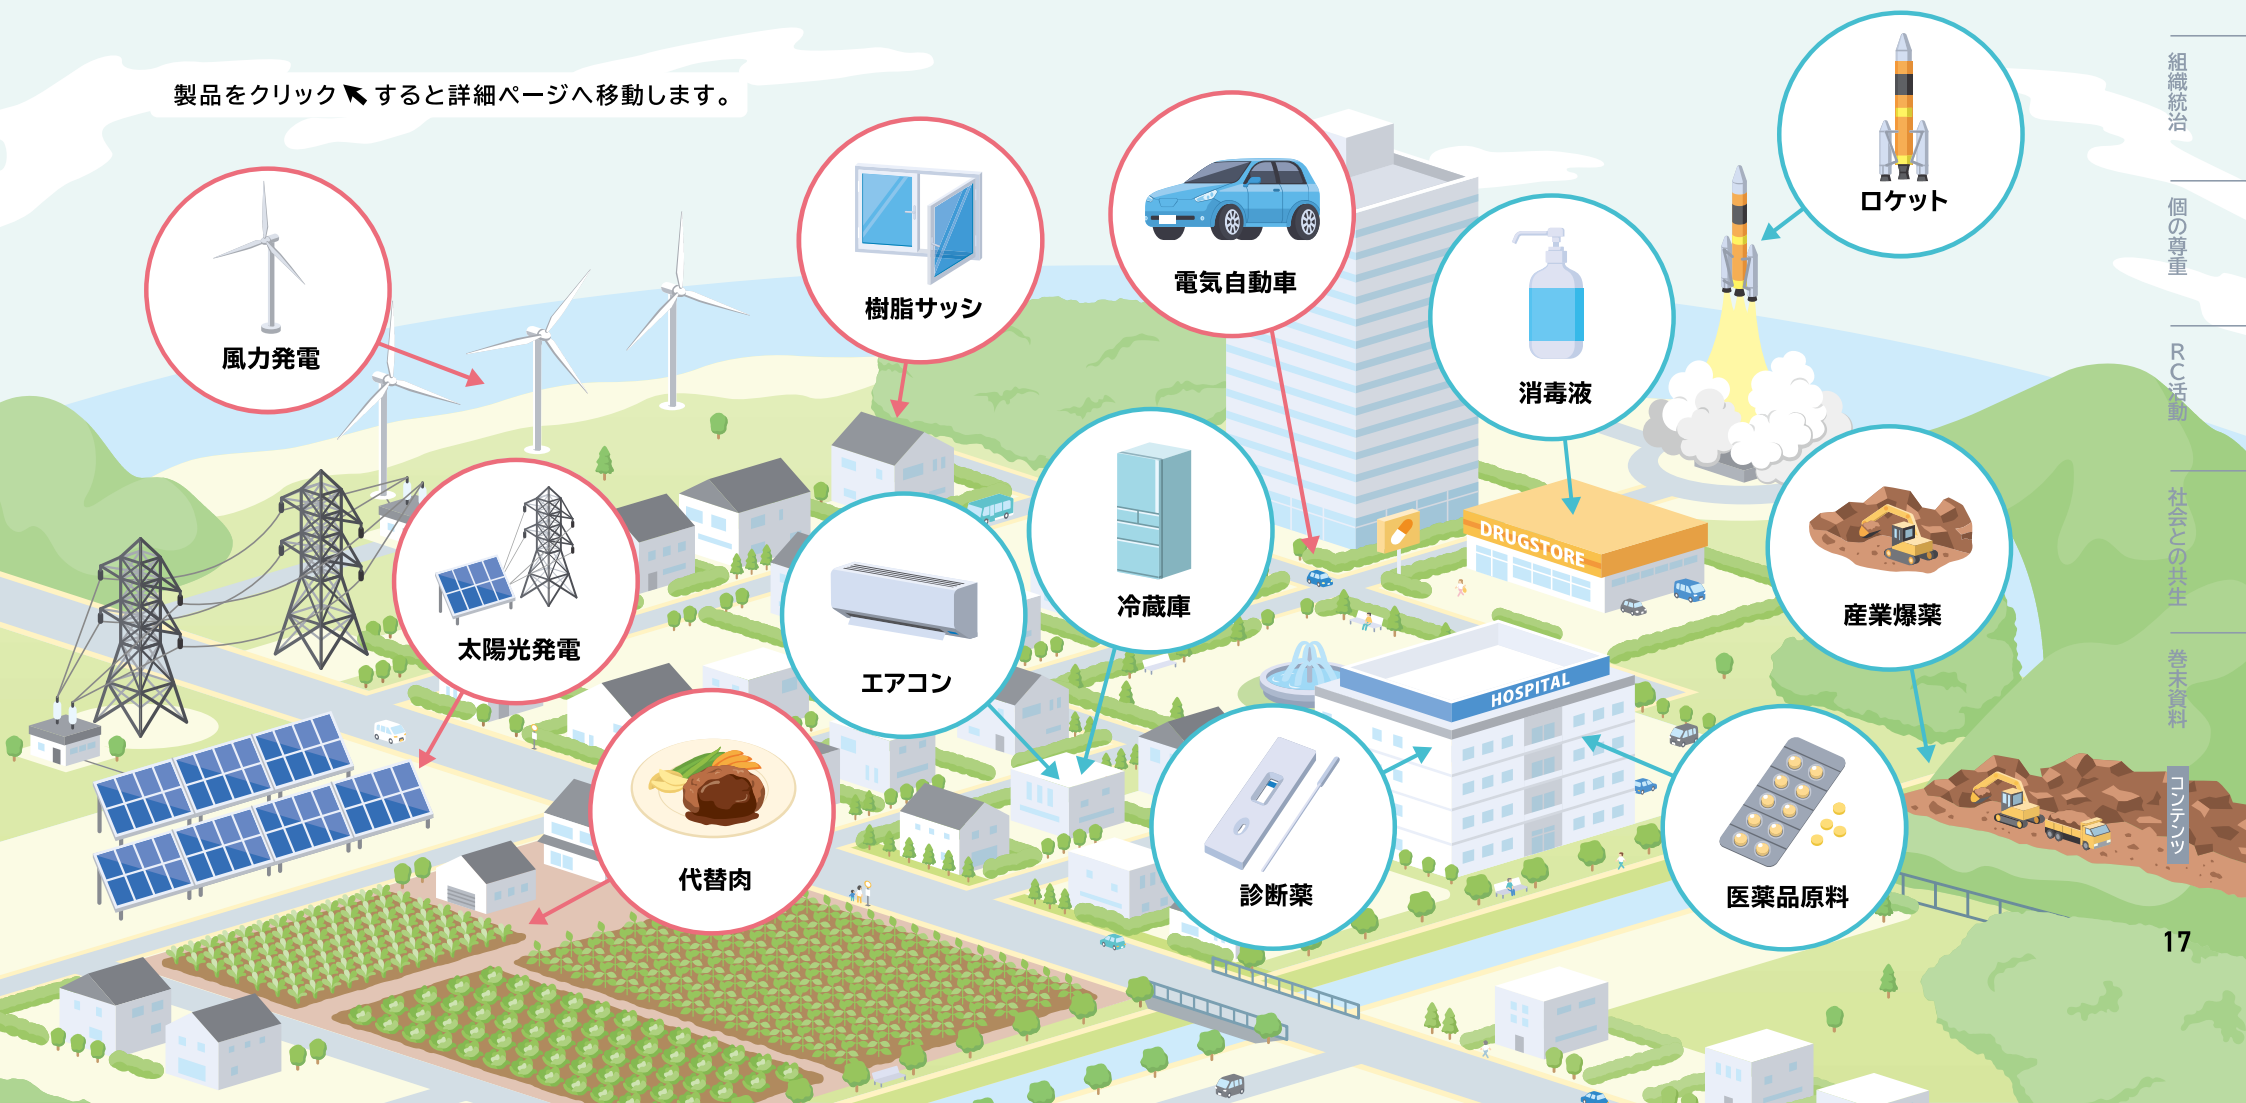 製品をクリックすると詳細ページへ移動します。
風力発電
樹脂サッシ
電気自動車
消毒液
ロケット
太陽光発電
エアコン
冷蔵庫
DRUGSTORE
産業爆薬
代替肉
診断薬
HOSPITAL
医薬品原料
組織統治
個の尊重
RC活動
社会との共生
巻末資料
コンテンツ
17